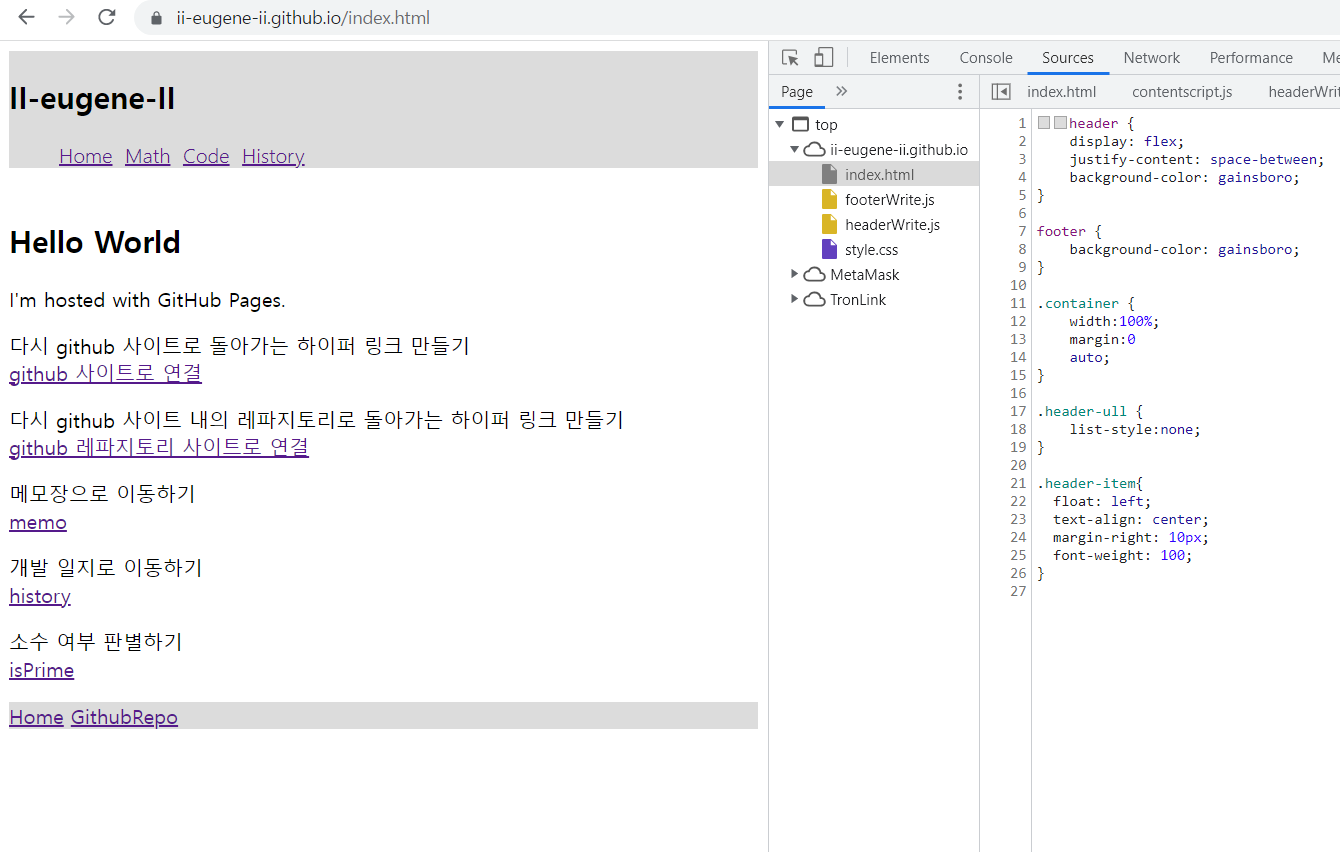 ii-eugene-ii.github.io/index.html
Elements Console Sources Network Performance Me
Page index.html contentscript.js headerWrit
top
ii-eugene-ii.github.io
index.html
footerWrite.js
headerWrite.js
style.css
MetaMask
TronLink
II-eugene-II
Home Math Code History
Hello World
I'm hosted with GitHub Pages.
다시 github 사이트로 돌아가는 하이퍼 링크 만들기
github 사이트로 연결
다시 github 사이트 내의 레파지토리로 돌아가는 하이퍼 링크 만들기
github 레파지토리 사이트로 연결
메모장으로 이동하기
memo
개발 일지로 이동하기
history
소수 여부 판별하기
isPrime
Home GithubRepo
1 header {
2 display: flex;
3 justify-content: space-between;
4 background-color: gainsboro;
5 }
6
7 footer {
8 background-color: gainsboro;
9 }
10
11 .container {
12 width:100%;
13 margin:0
14 auto;
15 }
16
17 .header-ull {
18 list-style:none;
19 }
20
21 .header-item{
22 float: left;
23 text-align: center;
24 margin-right: 10px;
25 font-weight: 100;
26 }
27